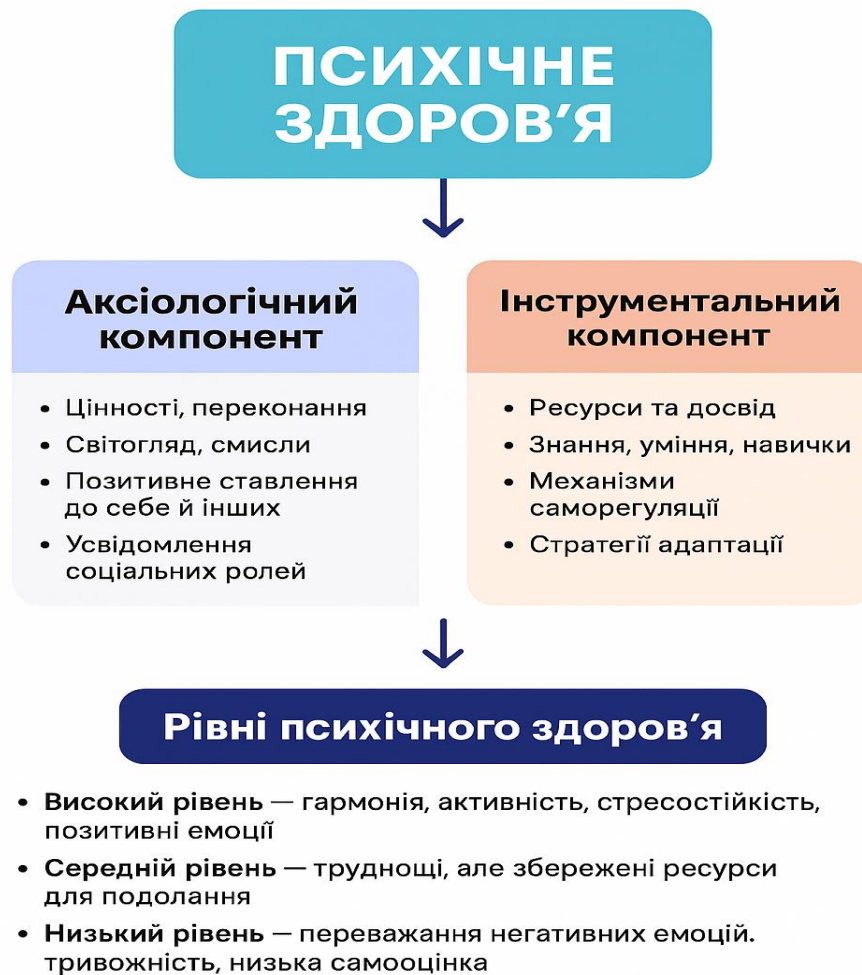 ПСИХІЧНЕ
ЗДОРОВ’Я
Аксіологічний
компонент
• Цінності, переконання
• Світогляд, смисли
• Позитивне ставлення
до себе й інших
• Усвідомлення
соціальних ролей
Інструментальний
компонент
• Ресурси та досвід
• Знання, уміння, навички
• Механізми
саморегуляції
• Стратегії адаптації
Рівні психічного здоров’я
• Високий рівень — гармонія, активність, стресостійкість,
позитивні емоції
• Середній рівень — труднощі, але збережені ресурси
для подолання
• Низький рівень — переважання негативних емоцій.
тривожність, низька самооцінка